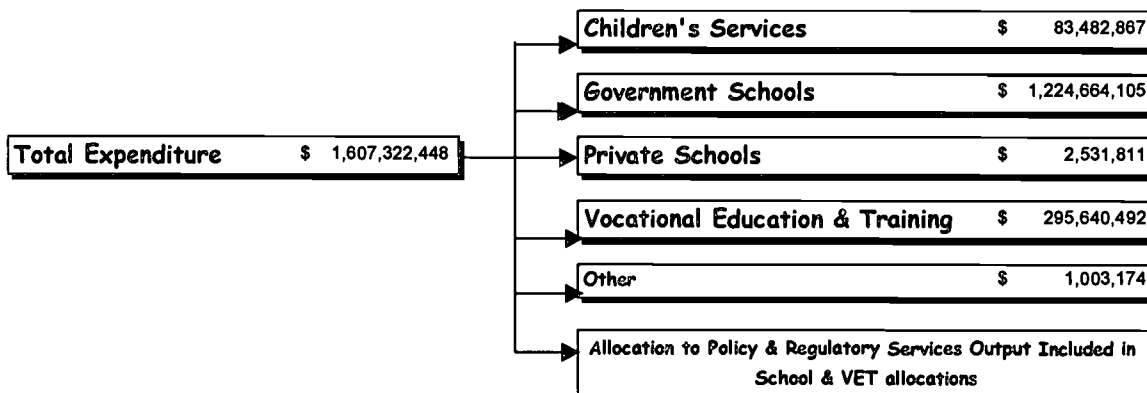 Children's Services $ 83,482,867
Government Schools $ 1,224,664,105
Total Expenditure $ 1,607,322,448
Private Schools $ 2,531,811
Vocational Education & Training $ 295,640,492
Other $ 1,003,174
Allocation to Policy & Regulatory Services Output Included in
School & VET allocations